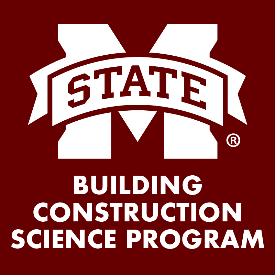 M
STATE
®
BUILDING
CONSTRUCTION
SCIENCE PROGRAM